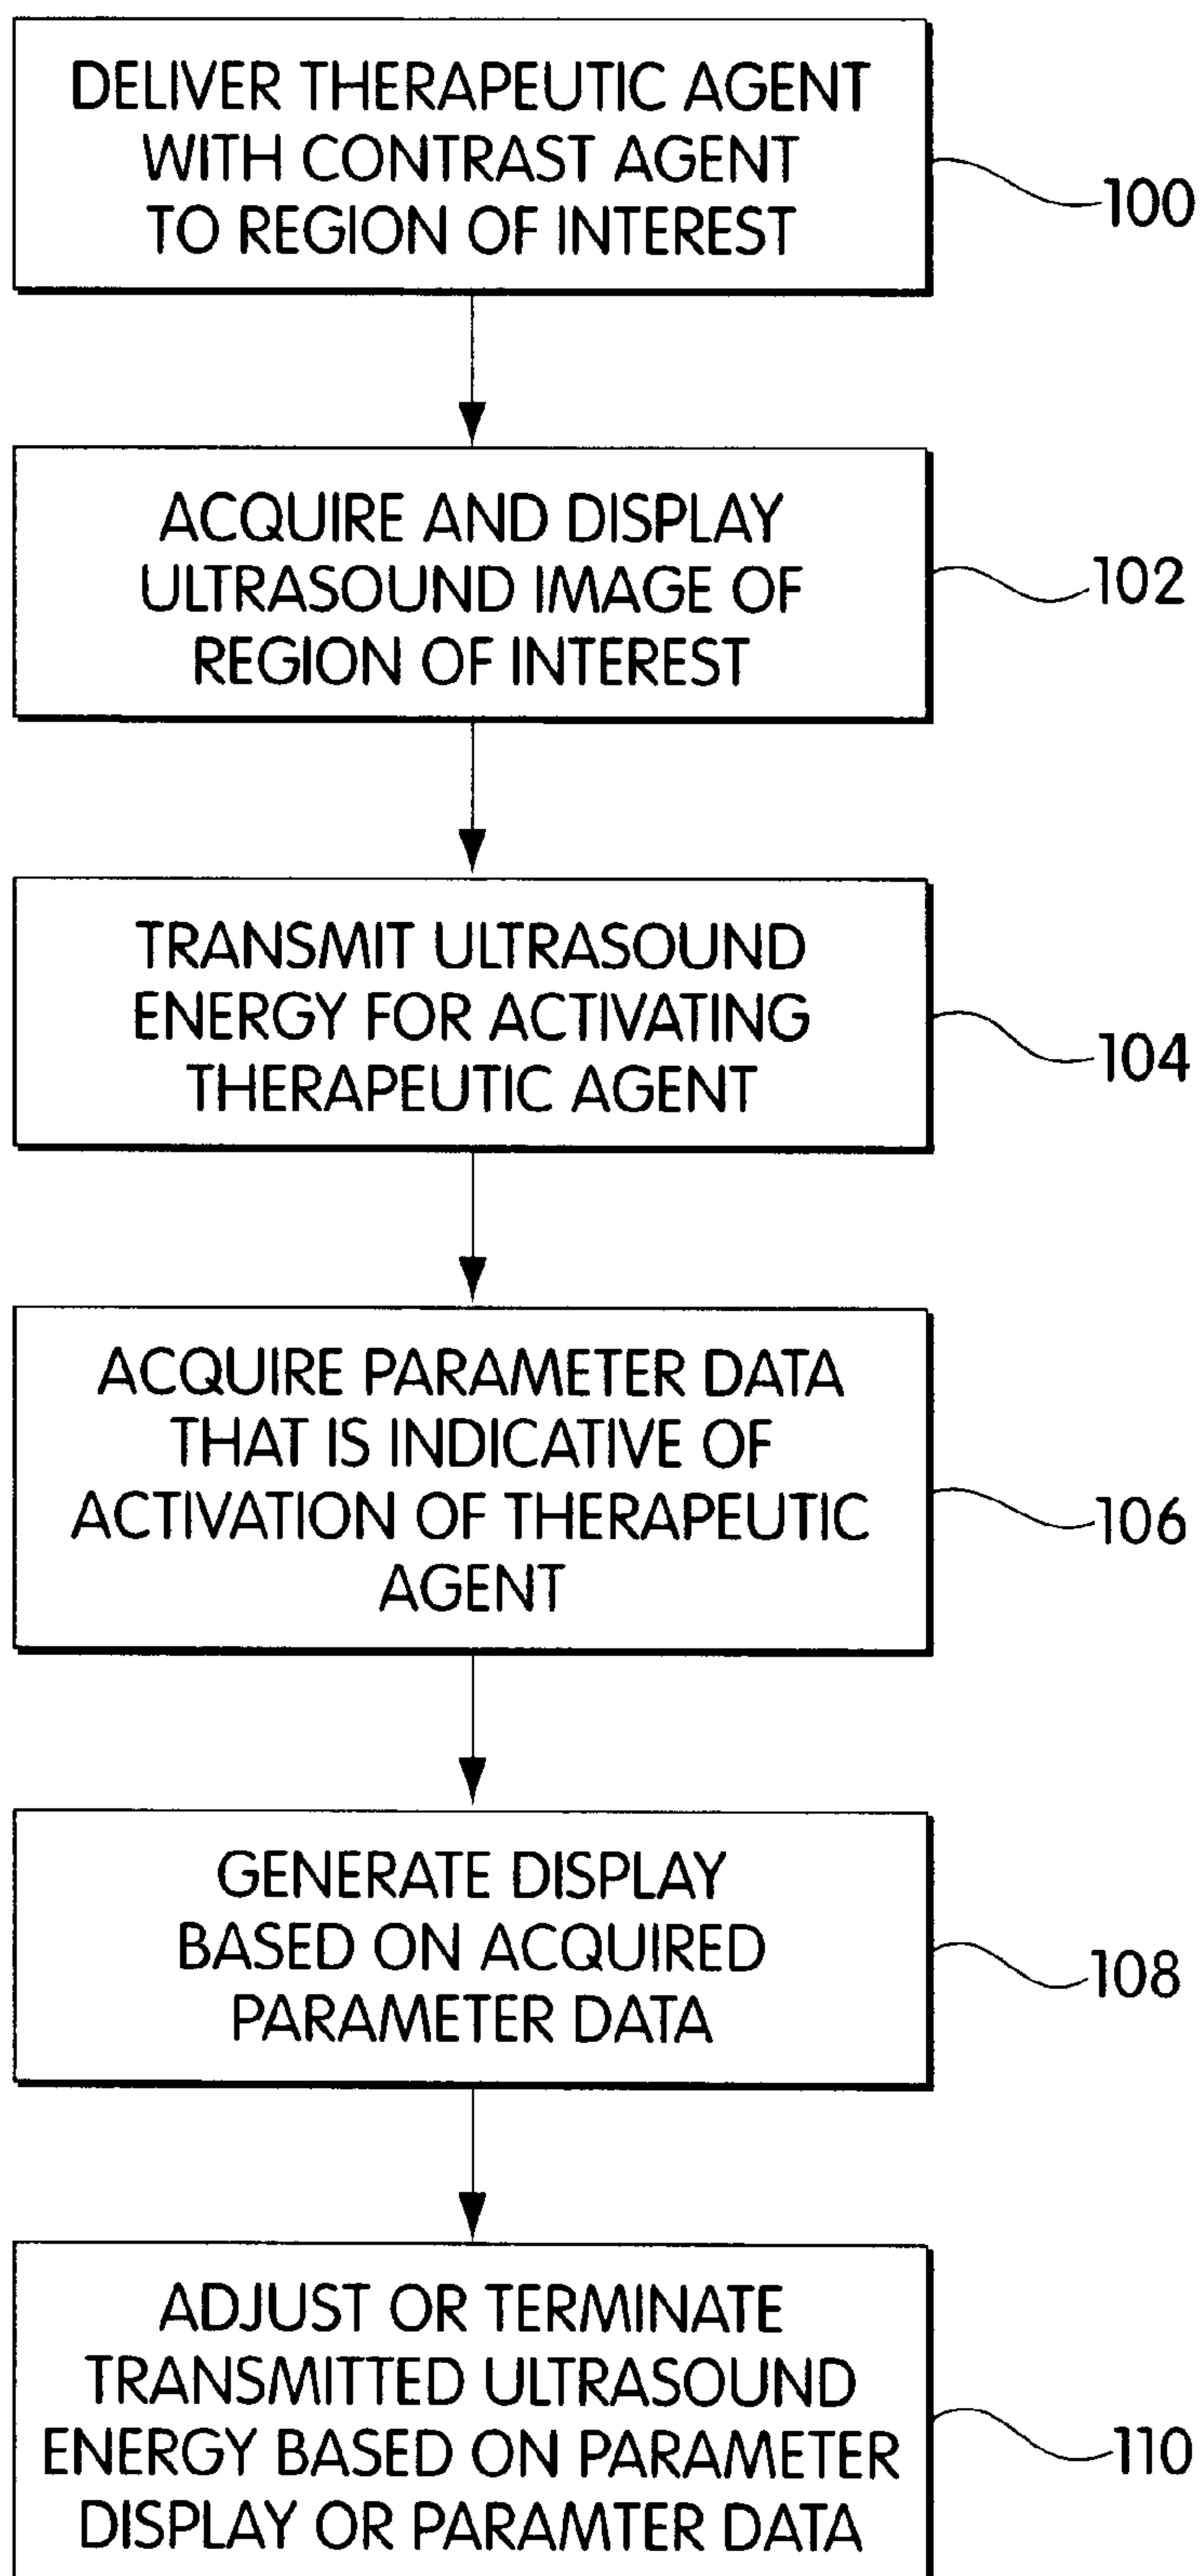 DELIVER THERAPEUTIC AGENT
WITH CONTRAST AGENT
TO REGION OF INTEREST
100
ACQUIRE AND DISPLAY
ULTRASOUND IMAGE OF
REGION OF INTEREST
102
TRANSMIT ULTRASOUND
ENERGY FOR ACTIVATING
THERAPEUTIC AGENT
104
ACQUIRE PARAMETER DATA
THAT IS INDICATIVE OF
ACTIVATION OF THERAPEUTIC
AGENT
106
GENERATE DISPLAY
BASED ON ACQUIRED
PARAMETER DATA
108
ADJUST OR TERMINATE
TRANSMITTED ULTRASOUND
ENERGY BASED ON PARAMETER
DISPLAY OR PARAMTER DATA
110